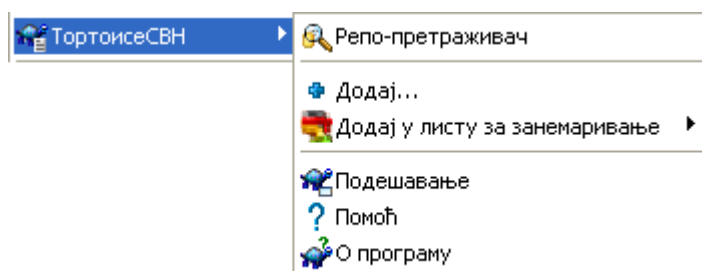 ТортоисеСВН
Репо-претраживач
Додај...
Додај у листу за занемаривање
Подешавање
Помоћ
О програму